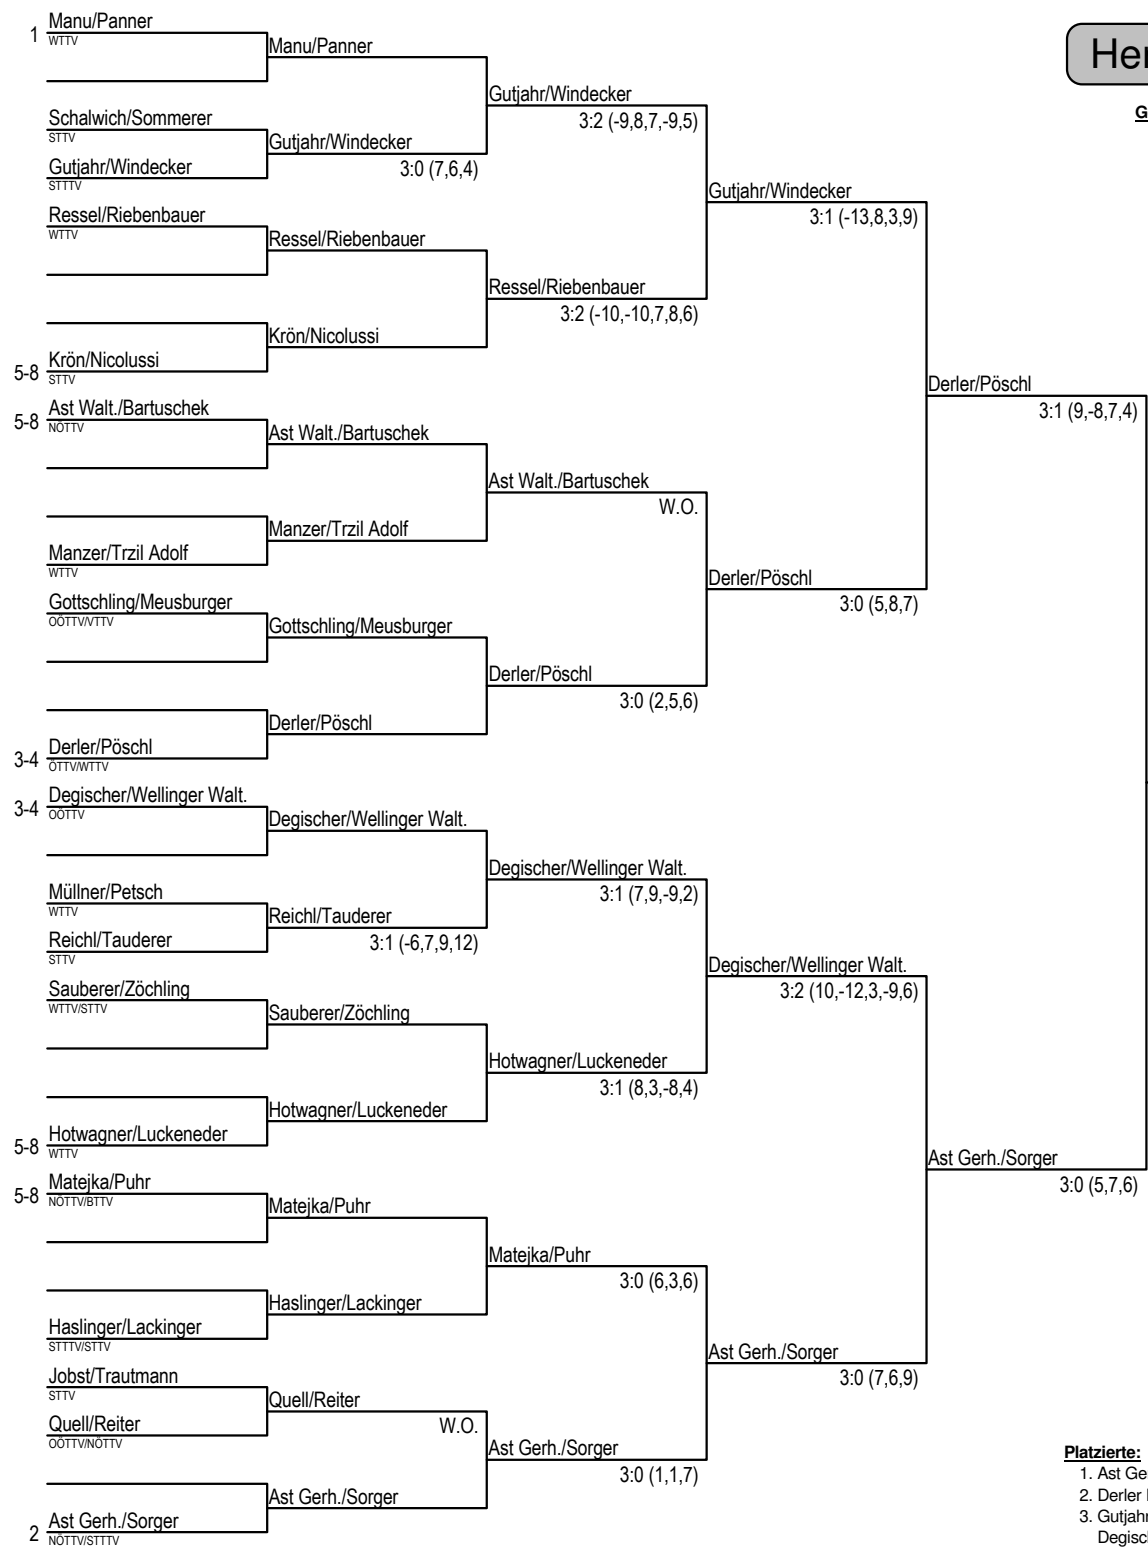 1 Manu/Panner
WTTV
Manu/Panner
Her
Gutjahr/Windecker
3:2 (-9,8,7,-9,5)
G
Schalwich/Sommerer
STTV
Gutjahr/Windecker
3:0 (7,6,4)
Gutjahr/Windecker
STTTV
Gutjahr/Windecker
3:1 (-13,8,3,9)
Ressel/Riebenbauer
WTTV
Ressel/Riebenbauer
Ressel/Riebenbauer
3:2 (-10,-10,7,8,6)
Krön/Nicolussi
5-8 Krön/Nicolussi
STTV
Derler/Pöschl
3:1 (9,-8,7,4)
5-8 Ast Walt./Bartuschek
NÖTTV
Ast Walt./Bartuschek
Ast Walt./Bartuschek
W.O.
Manzer/Trzil Adolf
Manzer/Trzil Adolf
WTTV
Derler/Pöschl
3:0 (5,8,7)
Gottschling/Meusburger
OÖTTV/VTTV
Gottschling/Meusburger
Derler/Pöschl
3:0 (2,5,6)
Derler/Pöschl
3-4 Derler/Pöschl
ÖTTV/WTTV
3-4 Degischer/Wellinger Walt.
OÖTTV
Degischer/Wellinger Walt.
Degischer/Wellinger Walt.
3:1 (7,9,-9,2)
Müllner/Petsch
WTTV
Reichl/Tauderer
3:1 (-6,7,9,12)
Reichl/Tauderer
STTV
Degischer/Wellinger Walt.
3:2 (10,-12,3,-9,6)
Sauberer/Zöchling
WTTV/STTV
Sauberer/Zöchling
Hotwagner/Luckeneder
3:1 (8,3,-8,4)
Hotwagner/Luckeneder
5-8 Hotwagner/Luckeneder
WTTV
Ast Gerh./Sorger
3:0 (5,7,6)
5-8 Matejka/Puhr
NÖTTV/BTTV
Matejka/Puhr
Matejka/Puhr
3:0 (6,3,6)
Haslinger/Lackinger
Haslinger/Lackinger
STTTV/STTV
Ast Gerh./Sorger
3:0 (7,6,9)
Jobst/Trautmann
STTV
Quell/Reiter
W.O.
Quell/Reiter
OÖTTV/NÖTTV
Ast Gerh./Sorger
3:0 (1,1,7)
Ast Gerh./Sorger
2 Ast Gerh./Sorger
NÖTTV/STTTV
Platzierte:
1. Ast Ge
2. Derler
3. Gutjahr
Degisch